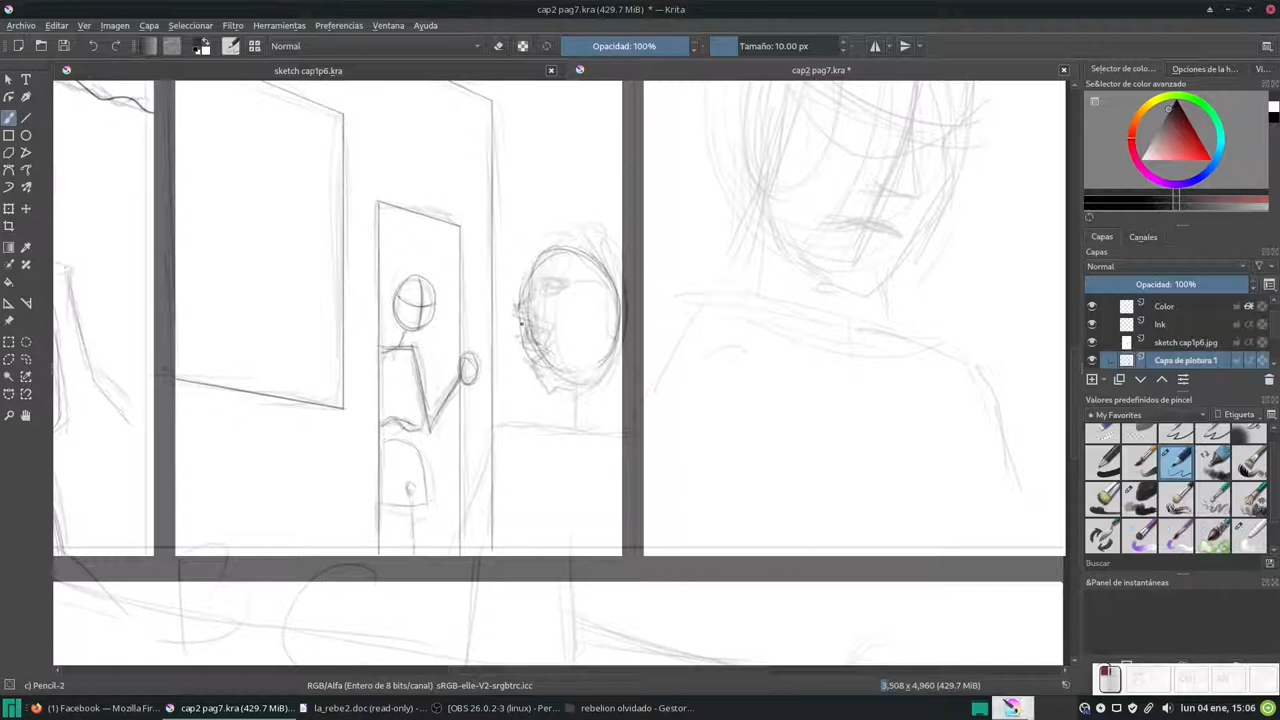 cap2 pag7.kra (429.7 MiB) * — Krita
Archivo Editar Ver Imagen Capa Seleccionar Filtro Herramientas Preferencias Ventana Ayuda
Normal Opacidad: 100% Tamaño: 10.00 px
sketch cap1p6.kra cap2 pag7.kra * Selector de colo... Opciones de la h... Vi...
Se&lector de color avanzado
Capas Canales
Capas
Normal
Opacidad: 100%
Color
Ink
sketch cap1p6.jpg
Capa de pintura 1
Valores predefinidos de pincel
My Favorites Etiqueta
Buscar
&Panel de instantáneas
c) Pencil-2 RGB/Alfa (Entero de 8 bits/canal) sRGB-elle-V2-srgbtrc.icc 3,508 x 4,960 (429.7 MiB)
(1) Facebook — Mozilla Fir... cap2 pag7.kra (429.7 MiB) ... la_rebe2.doc (read-only) - ... [OBS 26.0.2-3 (linux) - Per... rebelion olvidado - Gestor... lun 04 ene, 15:06